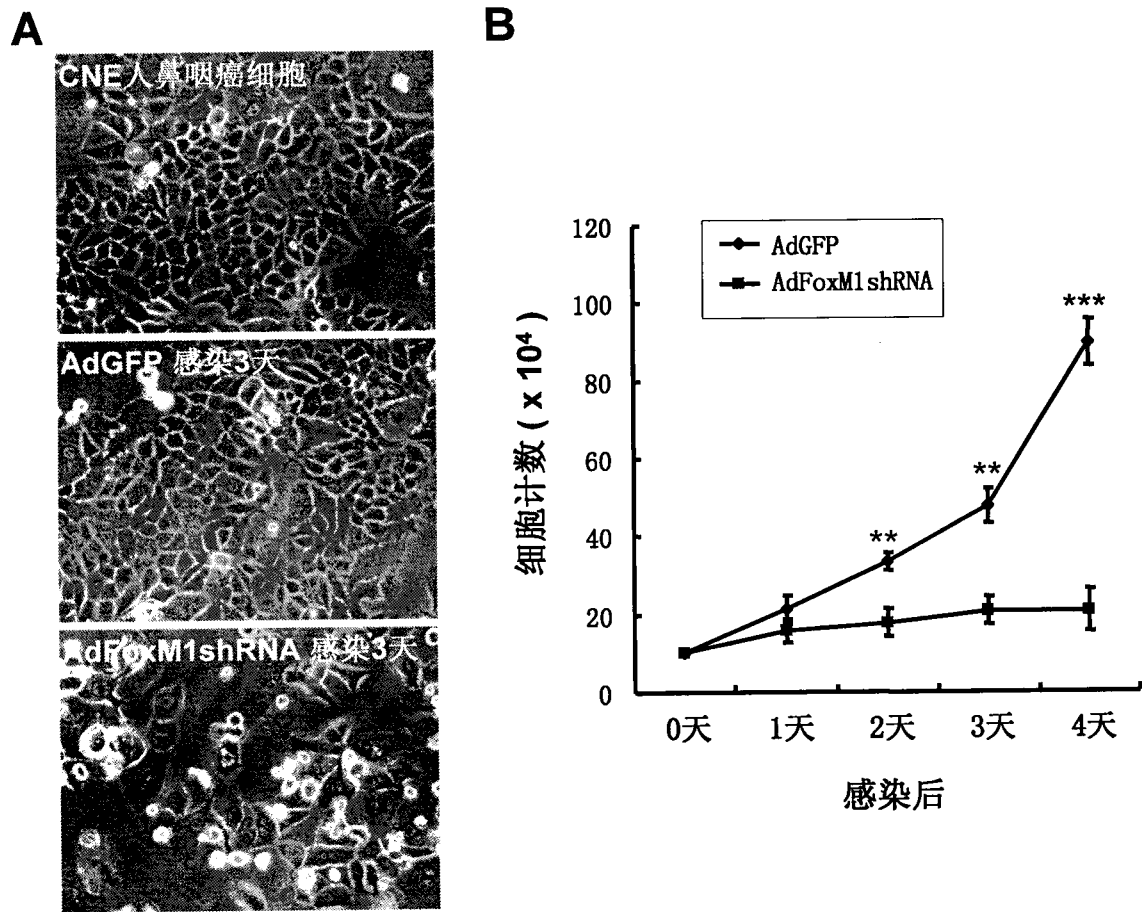 A
CNE人鼻咽癌细胞
AdGFP 感染3天
AdFoxM1shRNA 感染3天
B
细胞计数 ( x 10⁴ )
120
100
80
60
40
20
0
AdGFP
AdFoxM1shRNA
**
**
***
0天
1天
2天
3天
4天
感染后